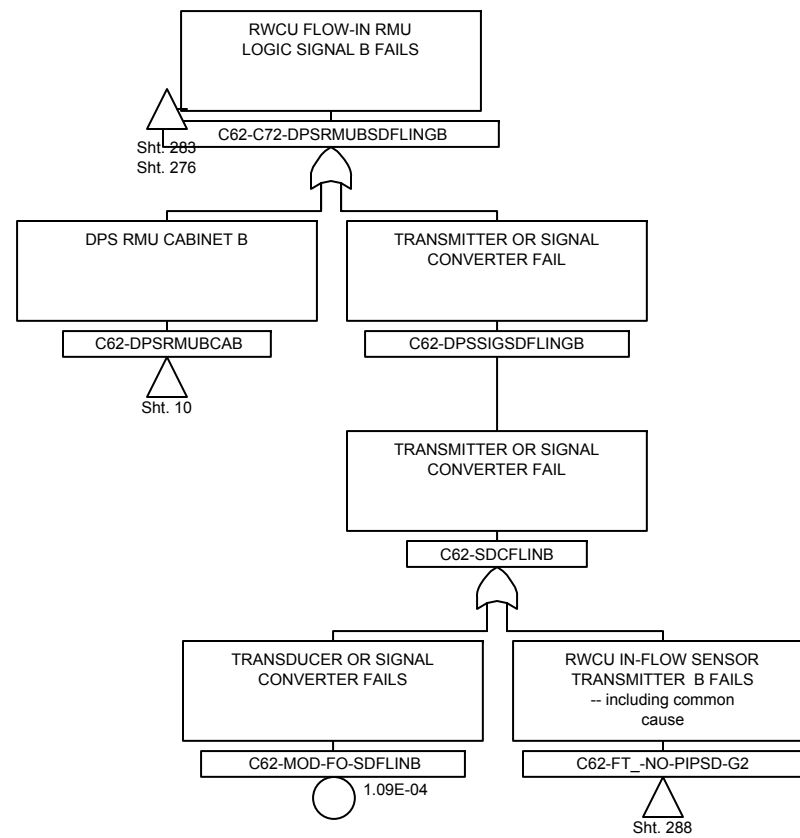 RWCU FLOW-IN RMU
LOGIC SIGNAL B FAILS
C62-C72-DPSRMUBSDFLINGB
Sht. 283
Sht. 276
DPS RMU CABINET B
TRANSMITTER OR SIGNAL
CONVERTER FAIL
C62-DPSRMUBCAB
C62-DPSSIGSDFLINGB
Sht. 10
TRANSMITTER OR SIGNAL
CONVERTER FAIL
C62-SDCFLINB
TRANSDUCER OR SIGNAL
CONVERTER FAILS
RWCU IN-FLOW SENSOR
TRANSMITTER B FAILS
-- including common
cause
C62-MOD-FO-SDFLINB
C62-FT_-NO-PIPSD-G2
1.09E-04
Sht. 288